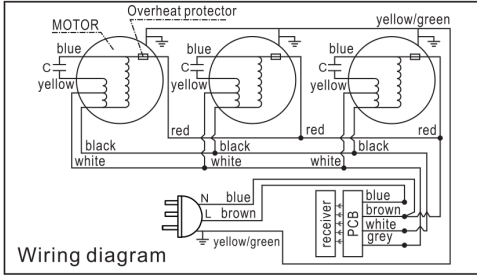 Overheat protector
MOTOR
yellow/green
blue
blue
blue
C
C
C
yellow
yellow
yellow
red
red
red
black
black
black
white
white
white
N
blue
L
brown
yellow/green
receiver
PCB
blue
brown
white
grey
Wiring diagram